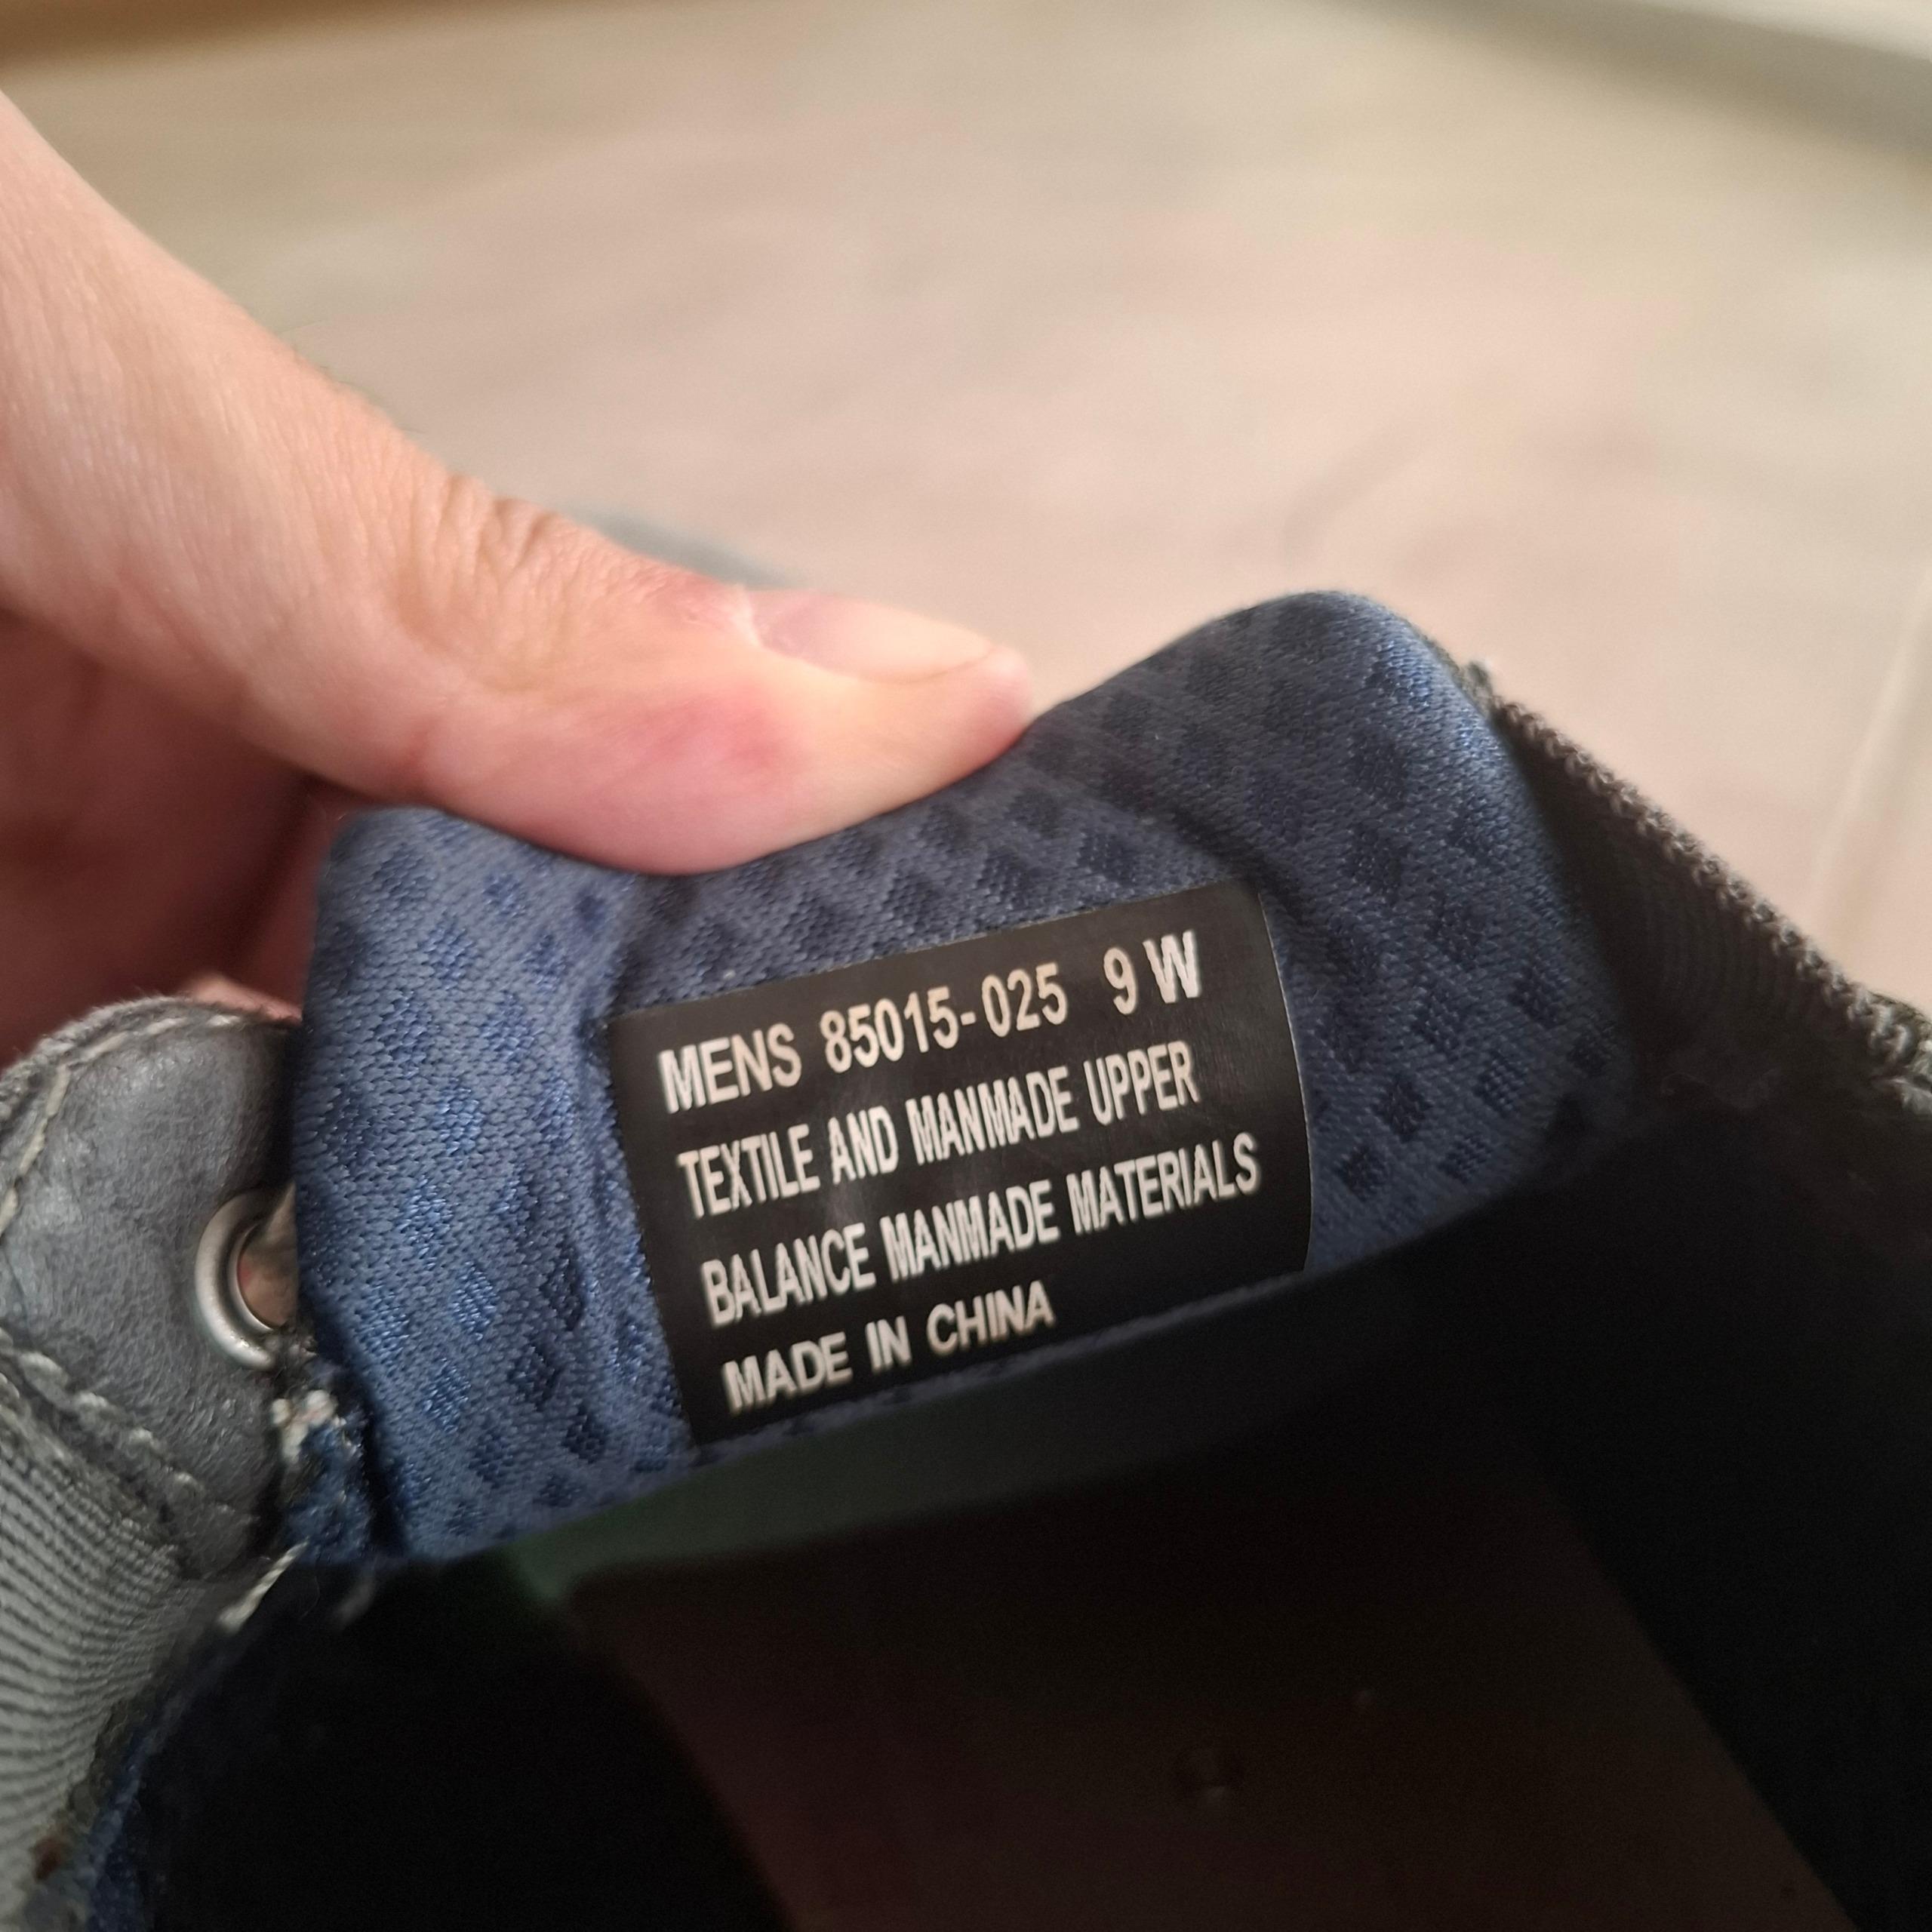 MENS 85015-025 9 W
TEXTILE AND MANMADE UPPER
BALANCE MANMADE MATERIALS
MADE IN CHINA